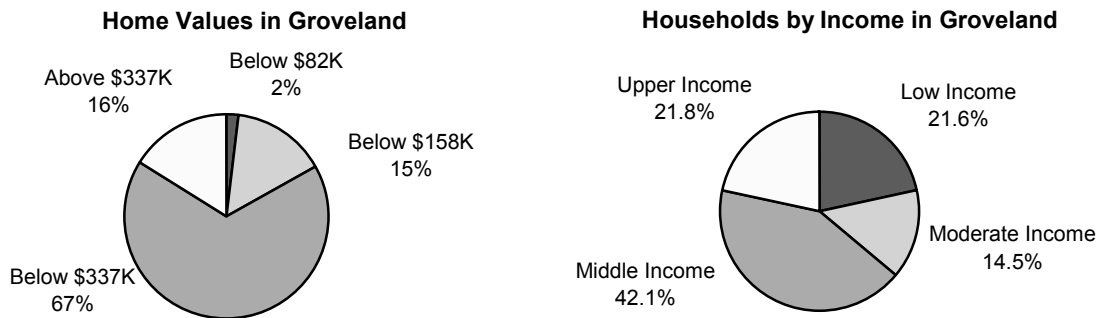 Home Values in Groveland
Below $82K
2%
Above $337K
16%
Below $158K
15%
Below $337K
67%
Households by Income in Groveland
Upper Income
21.8%
Low Income
21.6%
Moderate Income
14.5%
Middle Income
42.1%